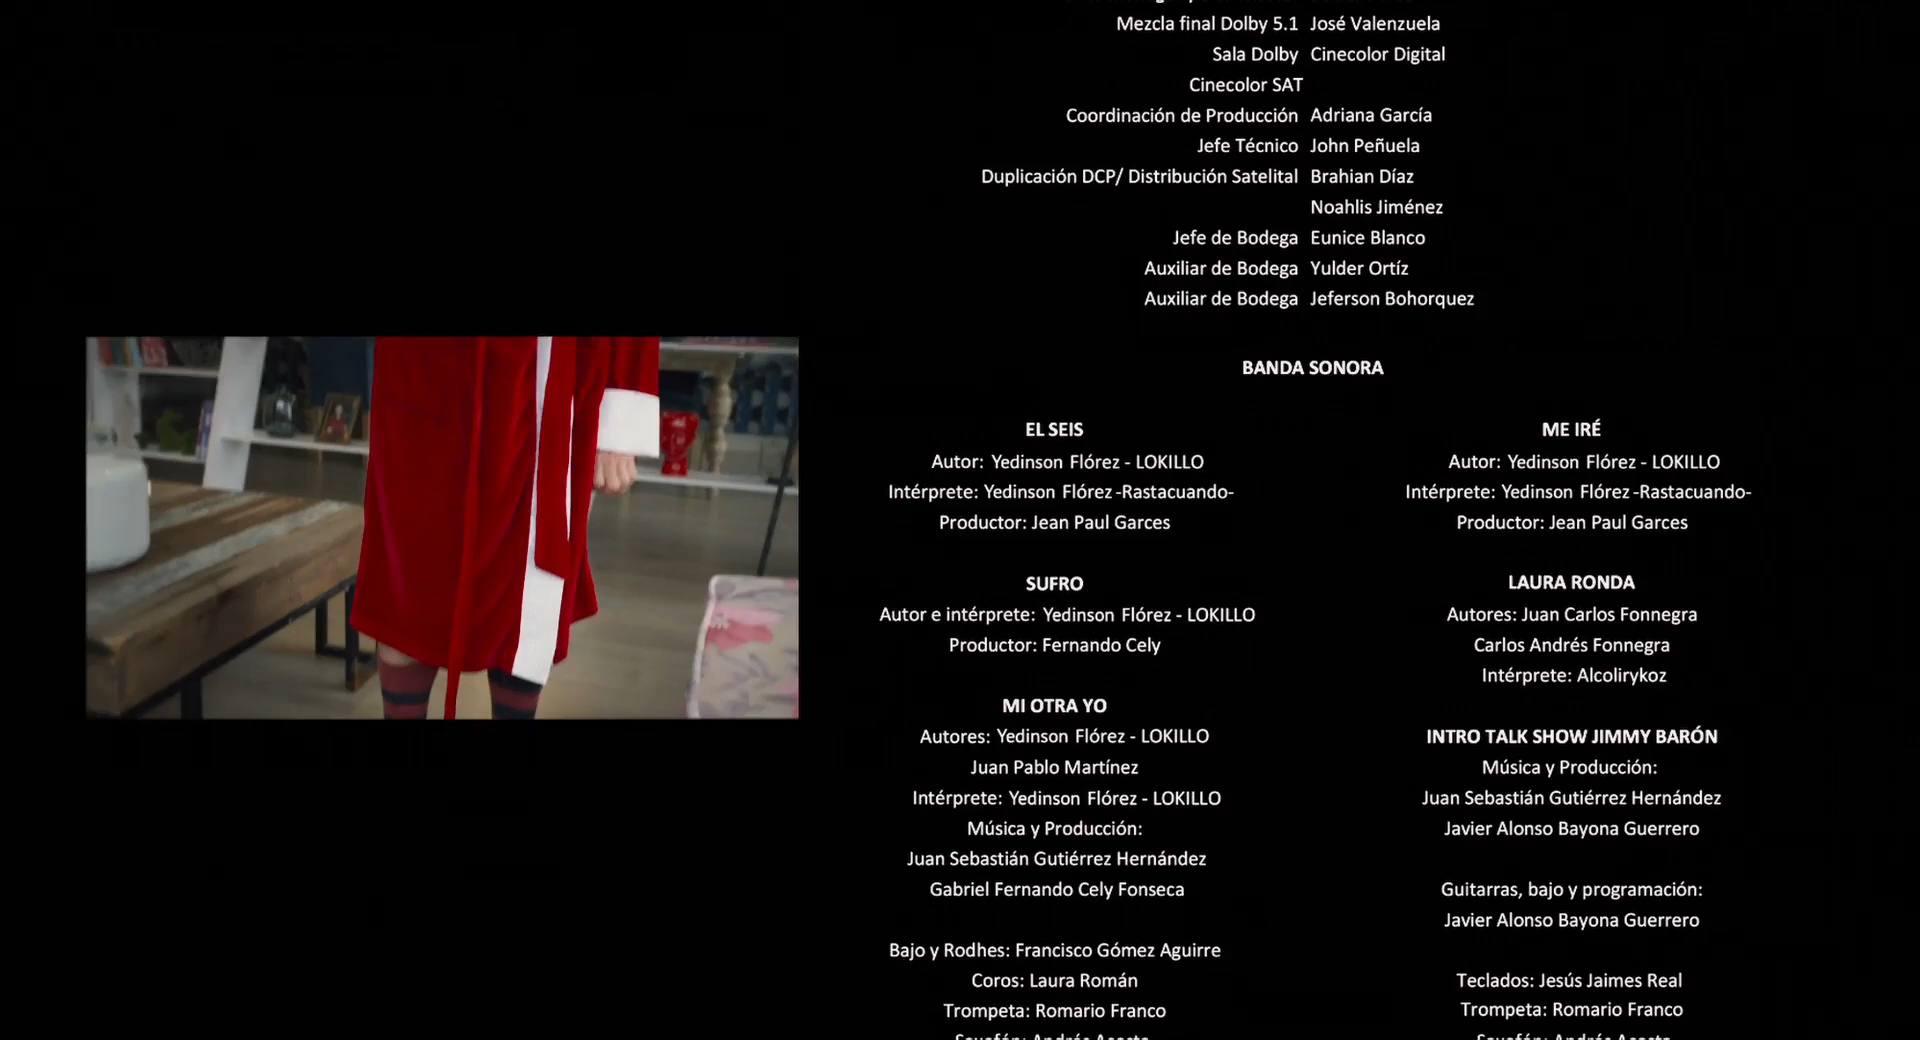 Mezcla final Dolby 5.1 José Valenzuela
Sala Dolby Cinecolor Digital
Cinecolor SAT
Coordinación de Producción Adriana García
Jefe Técnico John Peñuela
Duplicación DCP/ Distribución Satelital Brahian Díaz
Noahlis Jiménez
Jefe de Bodega Eunice Blanco
Auxiliar de Bodega Yulder Ortíz
Auxiliar de Bodega Jeferson Bohorquez
BANDA SONORA
EL SEIS
Autor: Yedinson Flórez - LOKILLO
Intérprete: Yedinson Flórez -Rastacuando-
Productor: Jean Paul Garces
SUFRO
Autor e intérprete: Yedinson Flórez - LOKILLO
Productor: Fernando Cely
MI OTRA YO
Autores: Yedinson Flórez - LOKILLO
Juan Pablo Martínez
Intérprete: Yedinson Flórez - LOKILLO
Música y Producción:
Juan Sebastián Gutiérrez Hernández
Gabriel Fernando Cely Fonseca
Bajo y Rodhes: Francisco Gómez Aguirre
Coros: Laura Román
Trompeta: Romario Franco
ME IRÉ
Autor: Yedinson Flórez - LOKILLO
Intérprete: Yedinson Flórez -Rastacuando-
Productor: Jean Paul Garces
LAURA RONDA
Autores: Juan Carlos Fonnegra
Carlos Andrés Fonnegra
Intérprete: Alcolirykoz
INTRO TALK SHOW JIMMY BARÓN
Música y Producción:
Juan Sebastián Gutiérrez Hernández
Javier Alonso Bayona Guerrero
Guitarras, bajo y programación:
Javier Alonso Bayona Guerrero
Teclados: Jesús Jaimes Real
Trompeta: Romario Franco